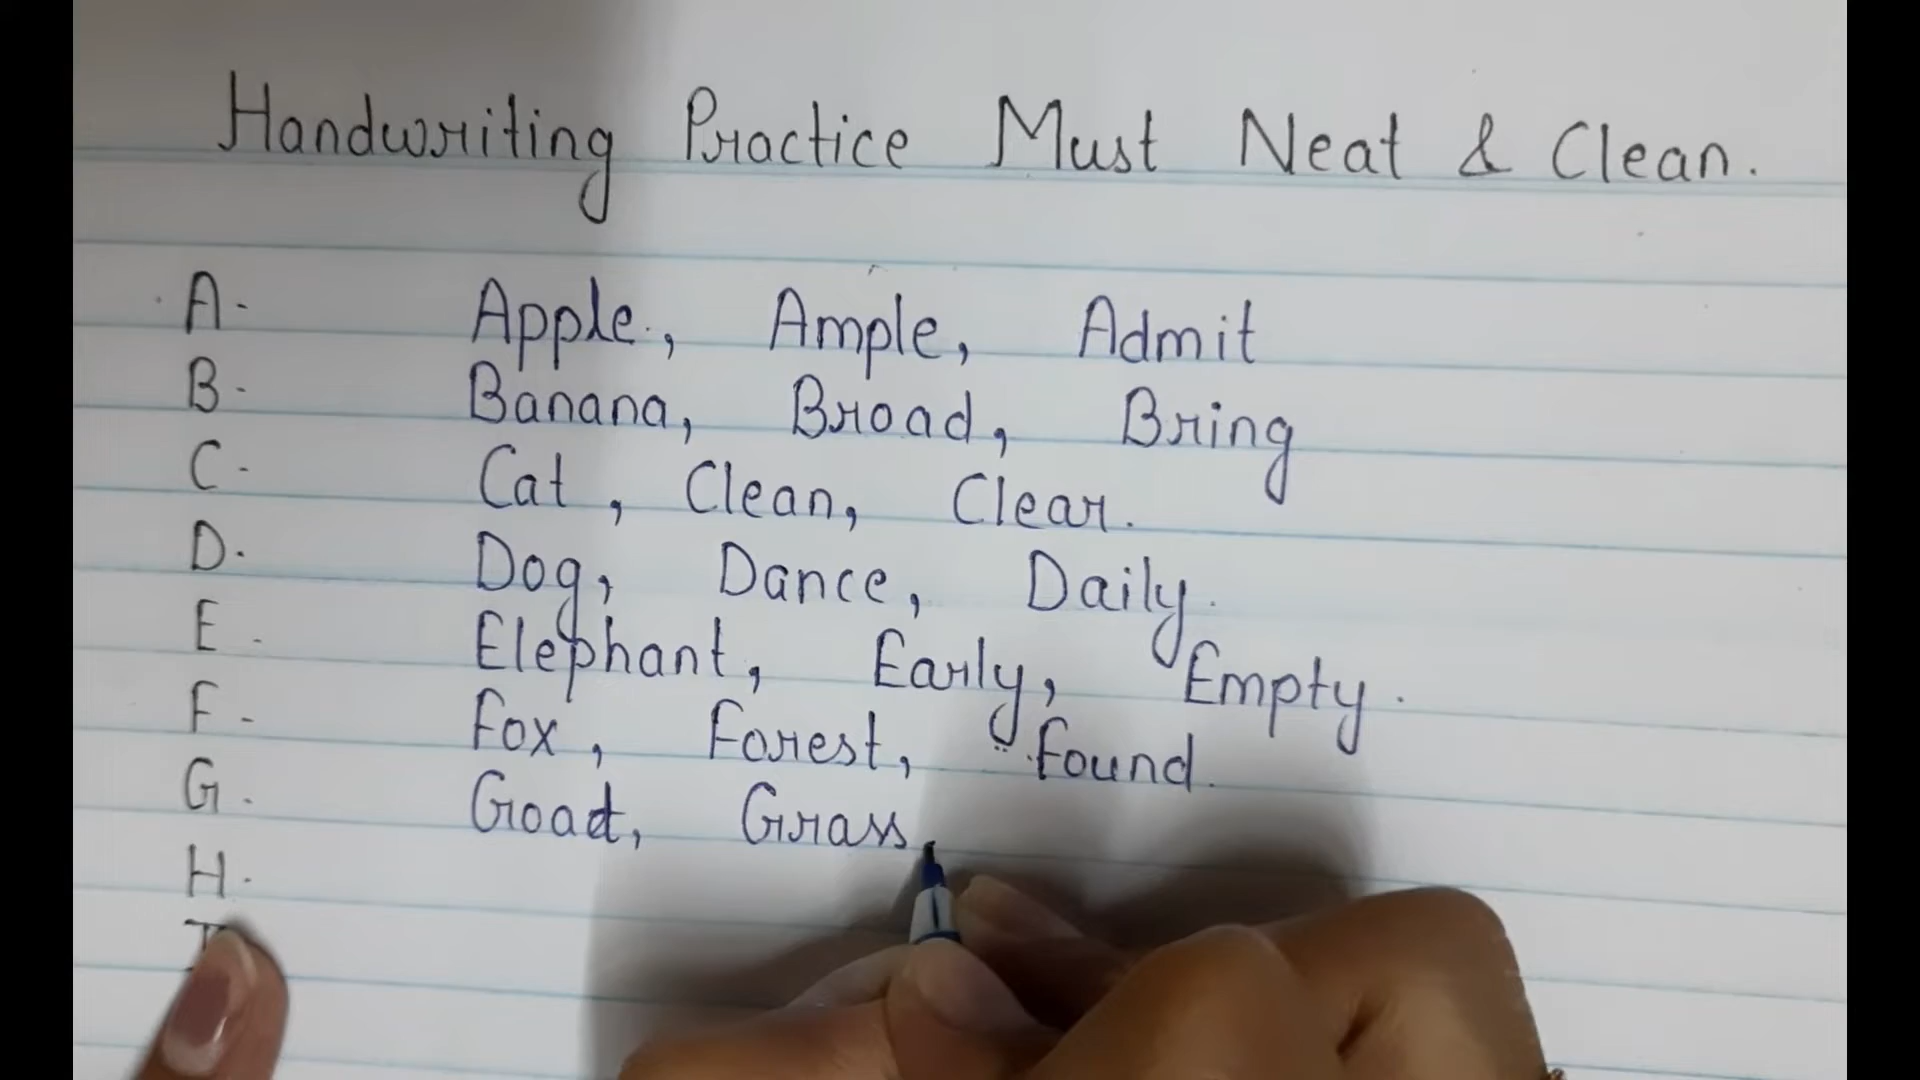 Handwriting Practice Must Neat & Clean.
A- Apple, Ample, Admit
B- Banana, Broad, Bring
C- Cat, Clean, Clear.
D. Dog, Dance, Daily.
E- Elephant, Early, Empty.
F- Fox, Forest, Found.
G. Goat, Grass,
H.
I